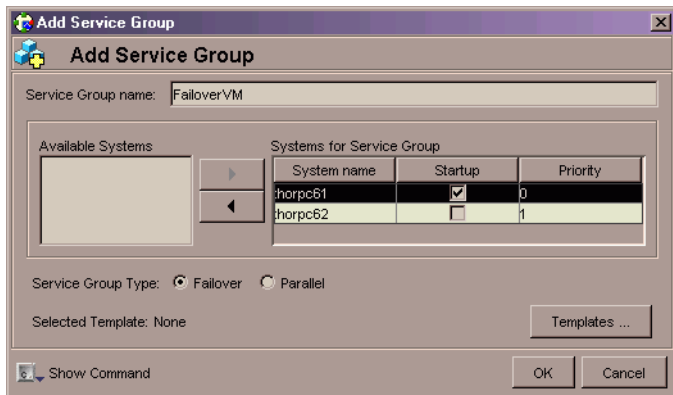 Add Service Group
Add Service Group
Service Group name: FailoverVM
Available Systems
Systems for Service Group
System name Startup Priority
thorpc61 0
thorpc62 1
Service Group Type: Failover Parallel
Selected Template: None Templates ...
Show Command OK Cancel